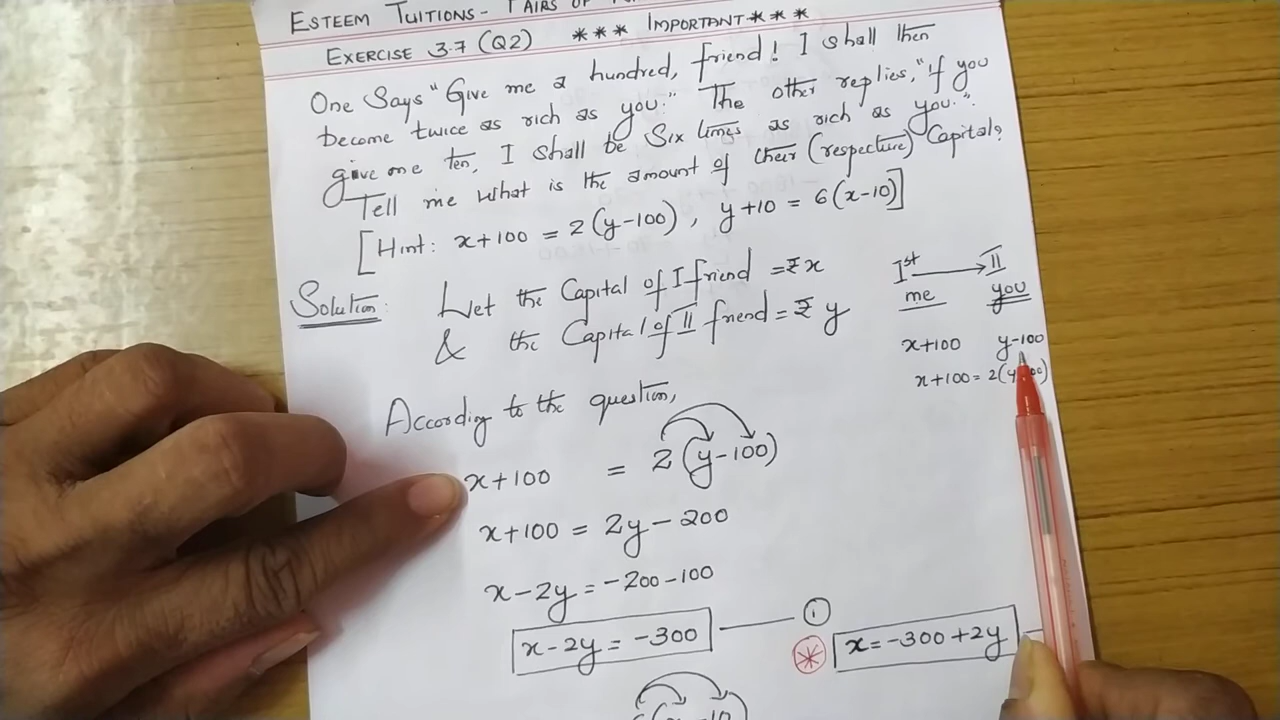 ESTEEM TUITIONS - PAIRS OF
EXERCISE 3.7 (Q2) *** IMPORTANT***
One Says "Give me a hundred, friend! I shall then
become twice as rich as you." The other replies, "if you
give me ten, I shall be Six times as rich as you."
Tell me what is the amount of their (respective) Capital?
[Hint: x+100 = 2(y-100), y+10 = 6(x-10)]
Solution: Let the Capital of I friend = ₹ x
& the Capital of II friend = ₹ y
Ist → II
me you
x+100 y-100
x+100 = 2(y-100)
According to the question,
x+100 = 2(y-100)
x+100 = 2y - 200
x-2y = -200-100
x-2y = -300 ①
* x = -300+2y